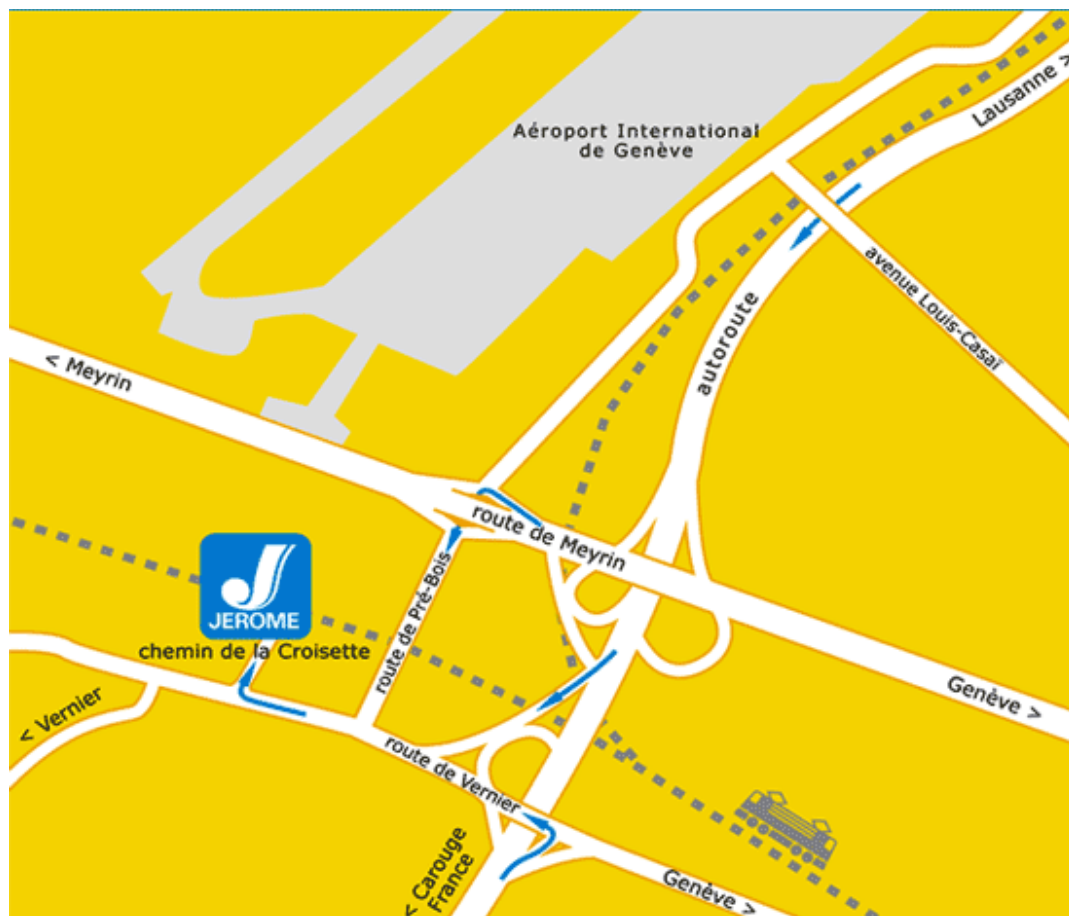 Lausanne >
Aéroport International
de Genève
avenue Louis-Casaï
autoroute
< Meyrin
route de Meyrin
route de Pré-Bois
JEROME
chemin de la Croisette
< Vernier
Genève >
route de Vernier
< Carouge
France
Genève >